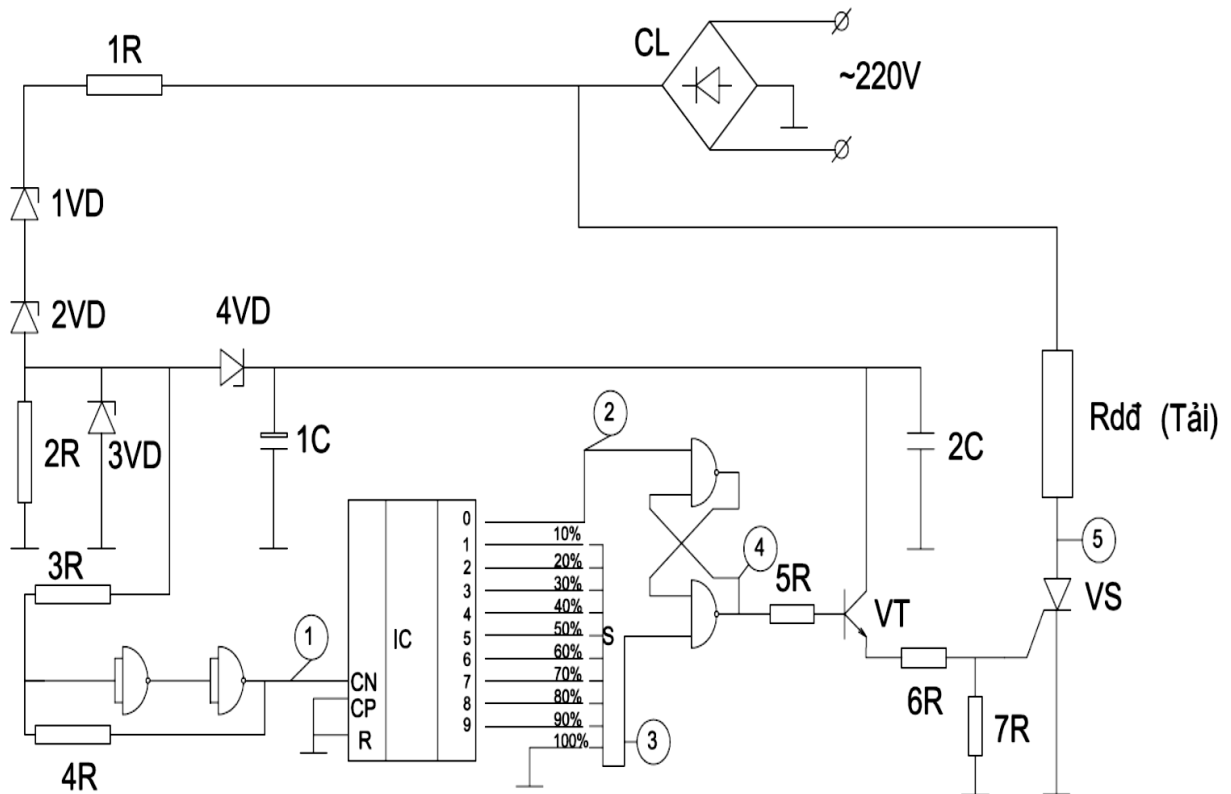 1R
CL
~220V
1VD
2VD
4VD
2R
3VD
1C
2
2C
Rdđ (Tải)
3R
4
5
5R
VT
VS
1
IC
CN
CP
R
0
1
2
3
4
5
6
7
8
9
10%
20%
30%
40%
50%
60%
70%
80%
90%
100%
S
3
6R
7R
4R